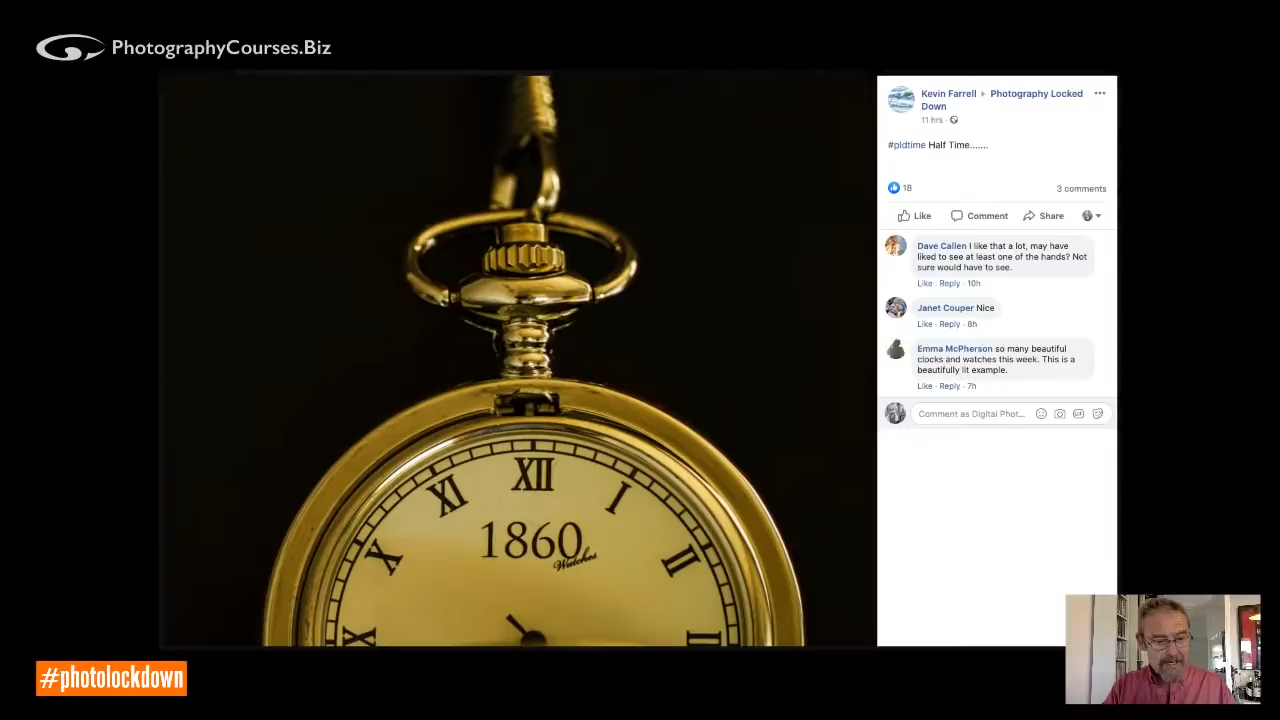 PhotographyCourses.Biz
Kevin Farrell ▸ Photography Locked
Down
11 hrs ·
#pldtime Half Time.......
18
3 comments
Like Comment Share
Dave Callen I like that a lot, may have
liked to see at least one of the hands? Not
sure would have to see.
Like · Reply · 10h
Janet Couper Nice
Like · Reply · 8h
Emma McPherson so many beautiful
clocks and watches this week. This is a
beautifully lit example.
Like · Reply · 7h
Comment as Digital Phot...
GIF
XII
XI I
1860
Watches
X II
IX III
#photolockdown